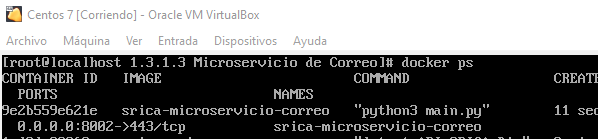 Centos 7 [Corriendo] - Oracle VM VirtualBox
Archivo Máquina Ver Entrada Dispositivos Ayuda
[root@localhost 1.3.1.3 Microservicio de Correo]# docker ps
CONTAINER ID IMAGE COMMAND CREATE
PORTS NAMES
9e2b559e621e srica-microservicio-correo "python3 main.py" 11 sec
0.0.0.0:8002->443/tcp srica-microservicio-correo